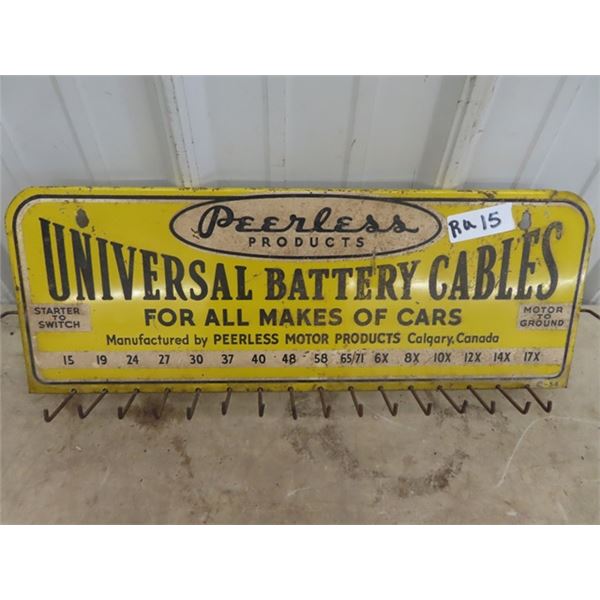 Peerless
PRODUCTS
Ru 15
UNIVERSAL BATTERY CABLES
STARTER TO SWITCH
FOR ALL MAKES OF CARS
MOTOR TO GROUND
Manufactured by PEERLESS MOTOR PRODUCTS Calgary, Canada
15 19 24 27 30 37 40 48 58 65/71 6X 8X 10X 12X 14X 17X